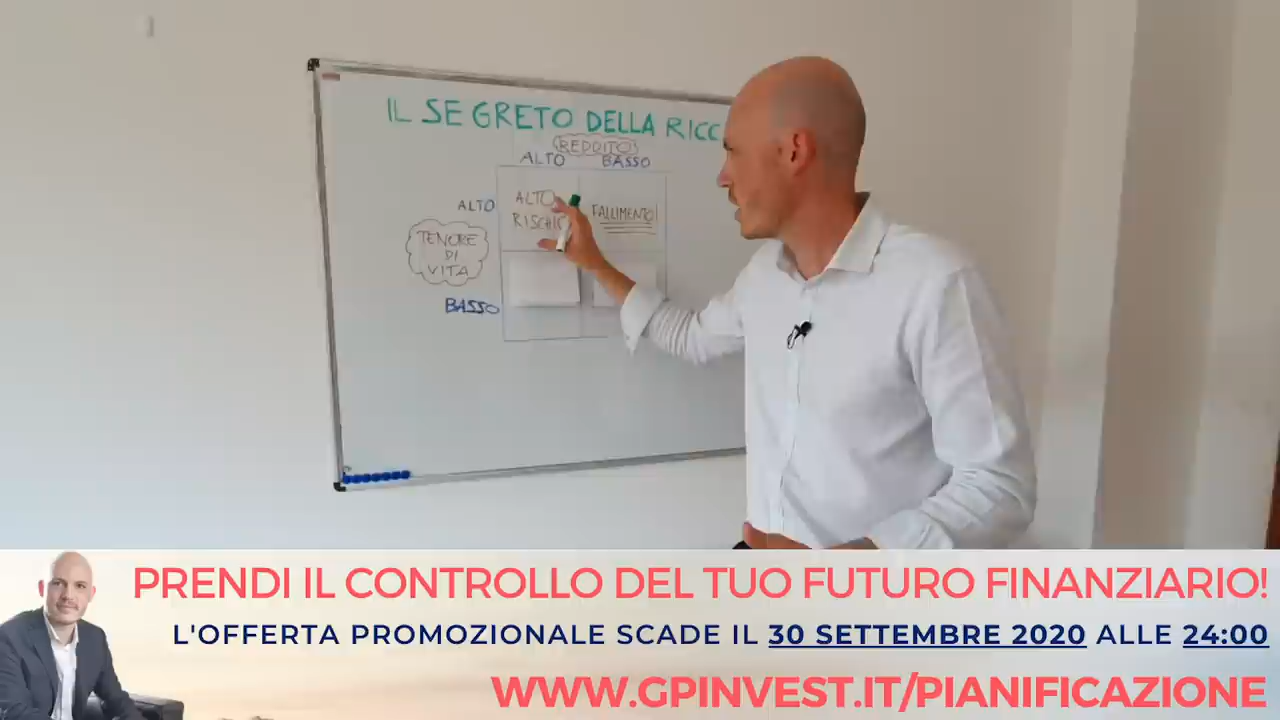 IL SEGRETO DELLA RICC
REDDITO
ALTO BASSO
ALTO
ALTO RISCHIO
FALLIMENTO!
TENORE
DI
VITA
BASSO
PRENDI IL CONTROLLO DEL TUO FUTURO FINANZIARIO!
L'OFFERTA PROMOZIONALE SCADE IL 30 SETTEMBRE 2020 ALLE 24:00
WWW.GPINVEST.IT/PIANIFICAZIONE